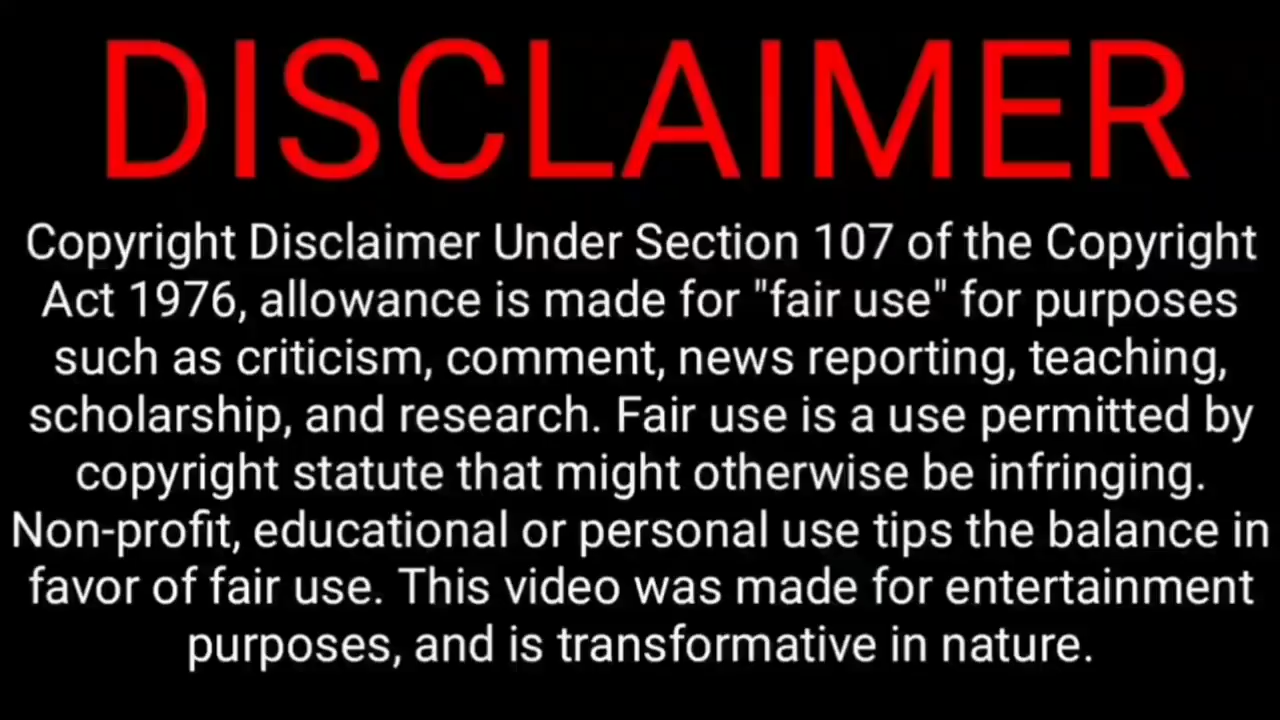 DISCLAIMER
Copyright Disclaimer Under Section 107 of the Copyright
Act 1976, allowance is made for "fair use" for purposes
such as criticism, comment, news reporting, teaching,
scholarship, and research. Fair use is a use permitted by
copyright statute that might otherwise be infringing.
Non-profit, educational or personal use tips the balance in
favor of fair use. This video was made for entertainment
purposes, and is transformative in nature.